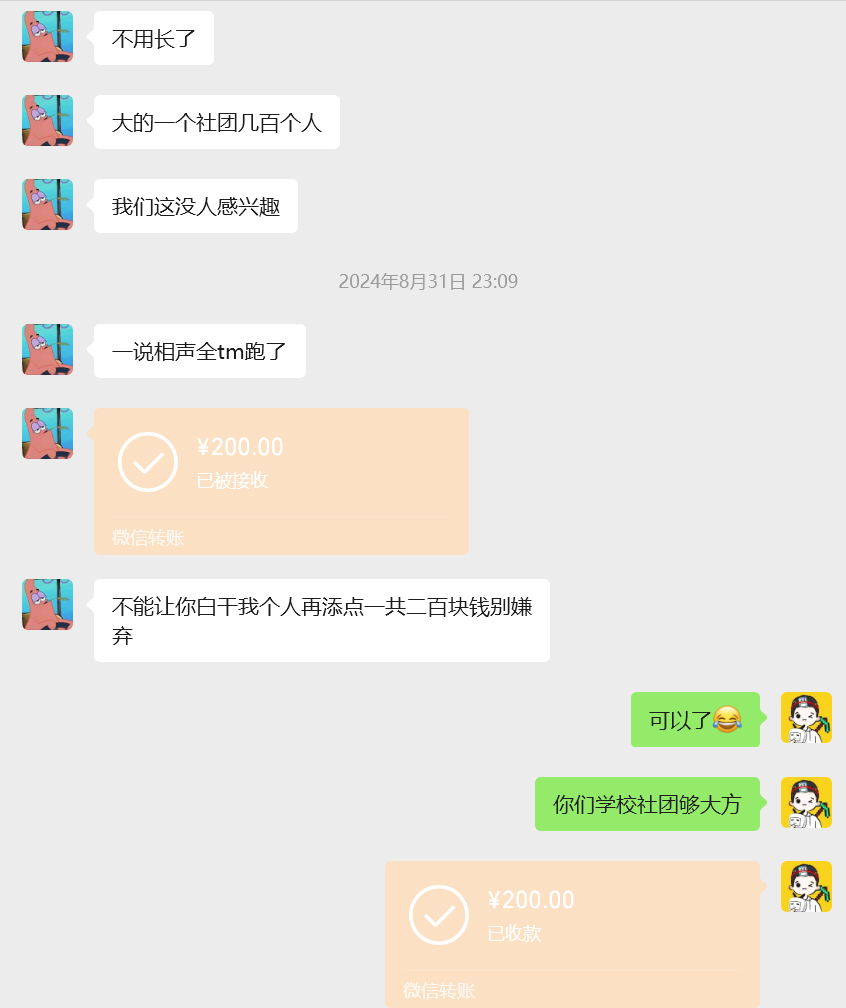 不用长了
大的一个社团几百个人
我们这没人感兴趣
2024年8月31日 23:09
一说相声全tm跑了
¥200.00
已被接收
微信转账
不能让你白干我个人再添点一共二百块钱别嫌
弃
可以了😂
你们学校社团够大方
¥200.00
已收款
微信转账